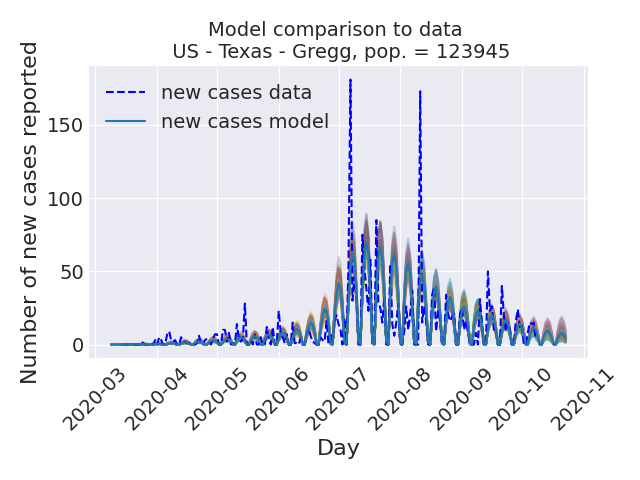 Model comparison to data
US - Texas - Gregg, pop. = 123945
Number of new cases reported
new cases data
new cases model
150
100
50
0
2020-03
2020-04
2020-05
2020-06
2020-07
2020-08
2020-09
2020-10
2020-11
Day